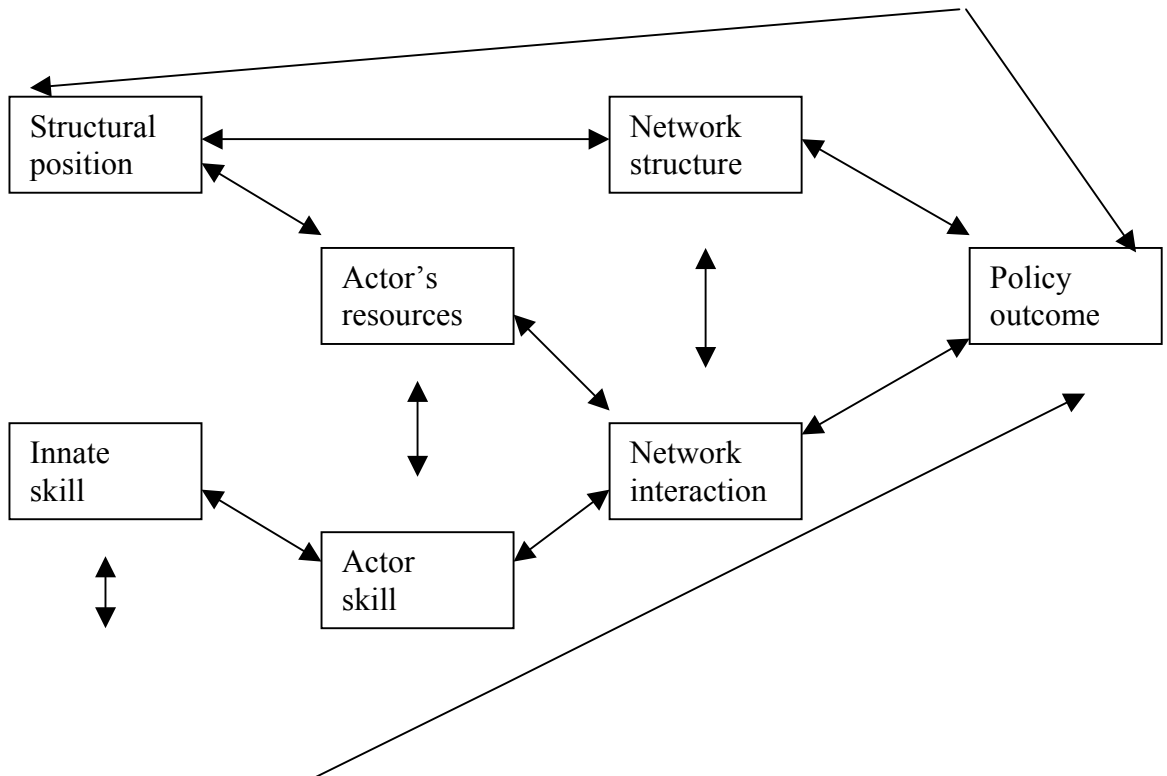 Structural
position
Network
structure
Actor’s
resources
Policy
outcome
Innate
skill
Network
interaction
Actor
skill